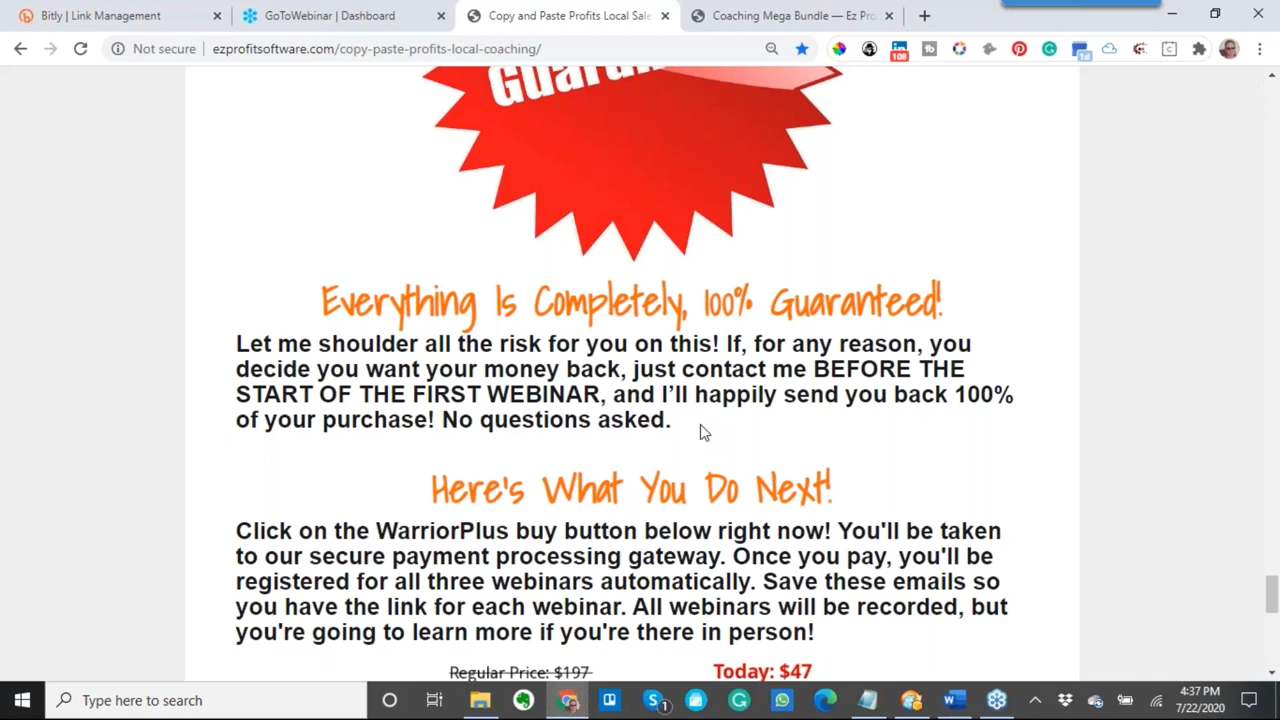 Bitly | Link Management
GoToWebinar | Dashboard
Copy and Paste Profits Local Sale
Coaching Mega Bundle — Ez Pro
Not secure
ezprofitsoftware.com/copy-paste-profits-local-coaching/
108
1d
Everything Is Completely, 100% Guaranteed!
Let me shoulder all the risk for you on this! If, for any reason, you
decide you want your money back, just contact me BEFORE THE
START OF THE FIRST WEBINAR, and I’ll happily send you back 100%
of your purchase! No questions asked.
Here's What You Do Next!
Click on the WarriorPlus buy button below right now! You'll be taken
to our secure payment processing gateway. Once you pay, you'll be
registered for all three webinars automatically. Save these emails so
you have the link for each webinar. All webinars will be recorded, but
you're going to learn more if you're there in person!
Regular Price: $197
Today: $47
Type here to search
1
4:37 PM
7/22/2020